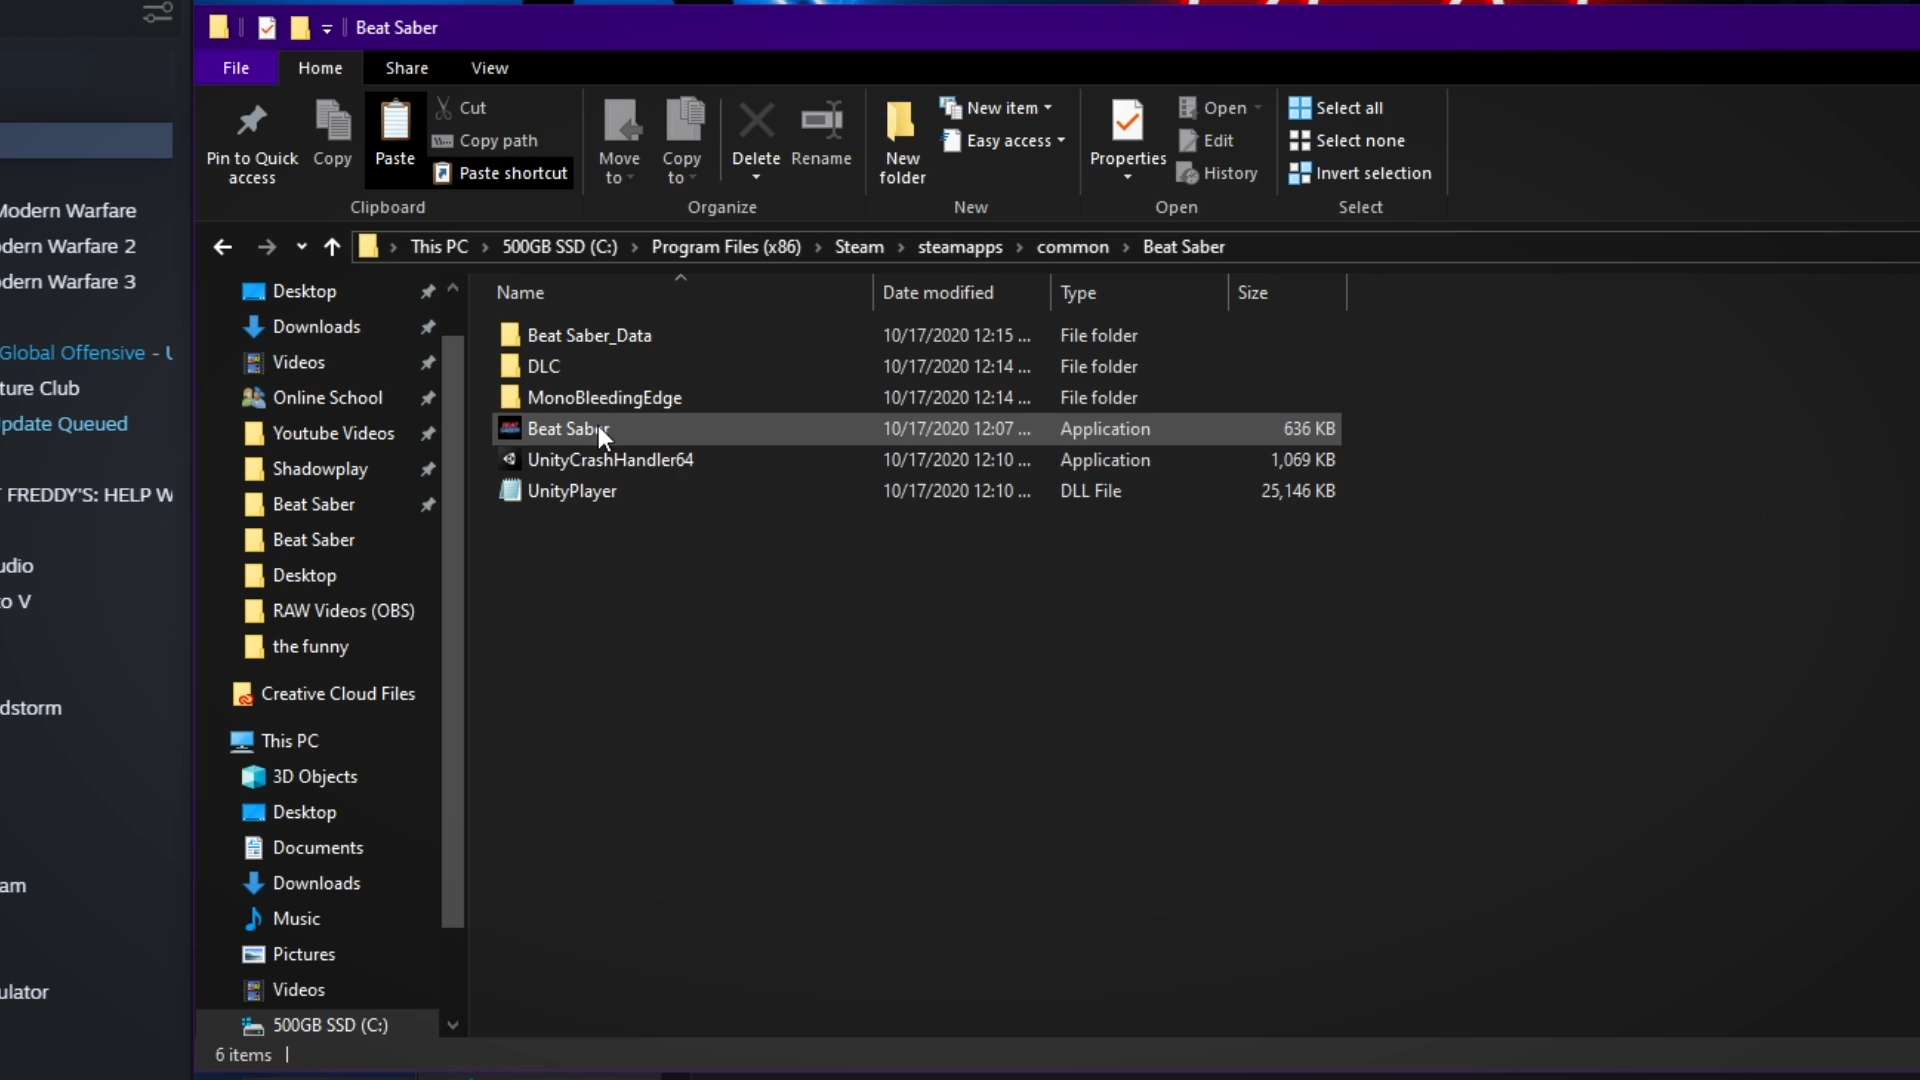 Beat Saber
File Home Share View
Pin to Quick access
Copy
Paste
Cut
Copy path
Paste shortcut
Clipboard
Move to
Copy to
Delete
Rename
Organize
New folder
New item
Easy access
New
Properties
Open
Edit
History
Open
Select all
Select none
Invert selection
Select
This PC > 500GB SSD (C:) > Program Files (x86) > Steam > steamapps > common > Beat Saber
Modern Warfare
dern Warfare 2
dern Warfare 3
Global Offensive - U
ture Club
pdate Queued
FREDDY'S: HELP W
udio
to V
dstorm
am
ulator
Desktop
Downloads
Videos
Online School
Youtube Videos
Shadowplay
Beat Saber
Beat Saber
Desktop
RAW Videos (OBS)
the funny
Creative Cloud Files
This PC
3D Objects
Desktop
Documents
Downloads
Music
Pictures
Videos
500GB SSD (C:)
Name Date modified Type Size
Beat Saber_Data 10/17/2020 12:15 ... File folder
DLC 10/17/2020 12:14 ... File folder
MonoBleedingEdge 10/17/2020 12:14 ... File folder
Beat Saber 10/17/2020 12:07 ... Application 636 KB
UnityCrashHandler64 10/17/2020 12:10 ... Application 1,069 KB
UnityPlayer 10/17/2020 12:10 ... DLL File 25,146 KB
6 items